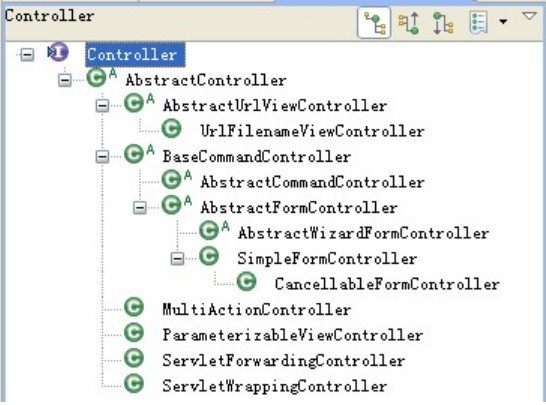 Controller
Controller
AbstractController
AbstractUrlViewController
UrlFilenameViewController
BaseCommandController
AbstractCommandController
AbstractFormController
AbstractWizardFormController
SimpleFormController
CancellableFormController
MultiActionController
ParameterizableViewController
ServletForwardingController
ServletWrappingController